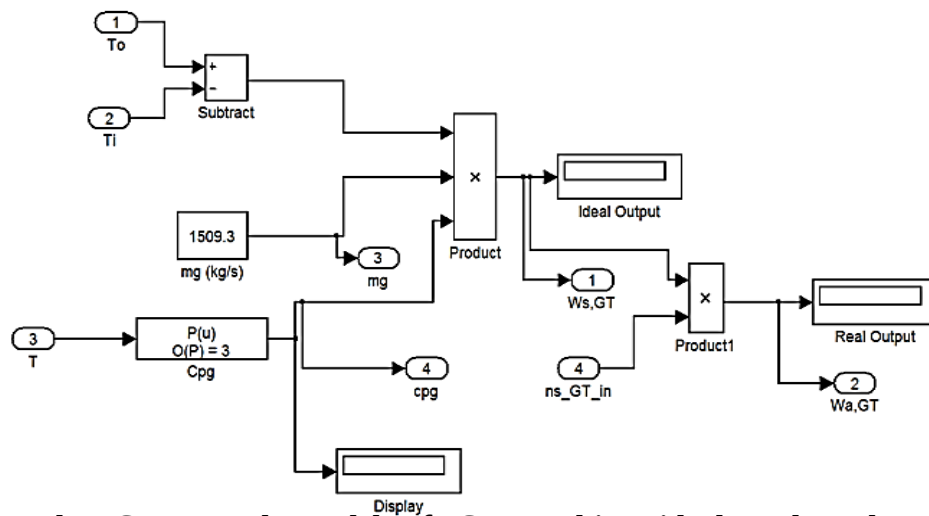 1
To
+
−
Subtract
2
Ti
×
Product
Ideal Output
1509.3
mg (kg/s)
3
mg
1
Ws,GT
×
Product1
Real Output
3
T
P(u)
O(P) = 3
Cpg
4
cpg
4
ns_GT_in
2
Wa,GT
Display